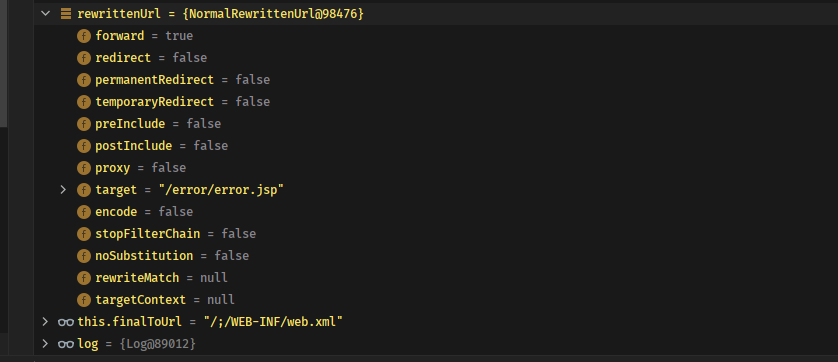 rewrittenUrl = {NormalRewrittenUrl@98476}
f forward = true
f redirect = false
f permanentRedirect = false
f temporaryRedirect = false
f preInclude = false
f postInclude = false
f proxy = false
f target = "/error/error.jsp"
f encode = false
f stopFilterChain = false
f noSubstitution = false
f rewriteMatch = null
f targetContext = null
this.finalToUrl = "/;/WEB-INF/web.xml"
log = {Log@89012}